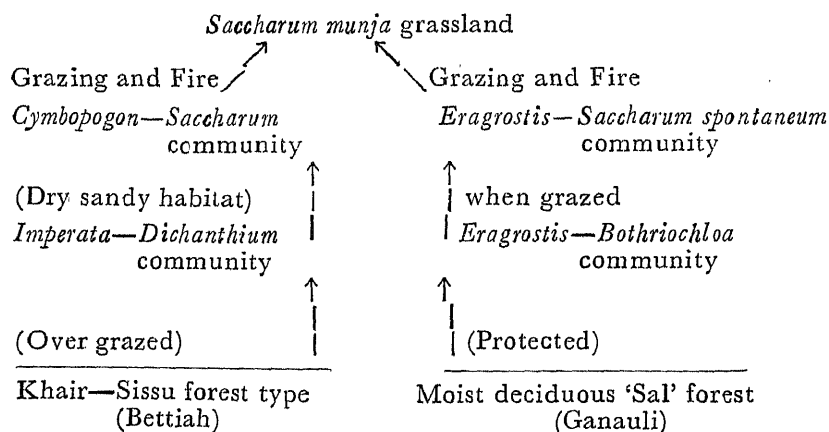 Saccharum munja grassland
Grazing and Fire
Grazing and Fire
Cymbopogon—Saccharum
community
Eragrostis—Saccharum spontaneum
community
(Dry sandy habitat)
when grazed
Imperata—Dichanthium
community
Eragrostis—Bothriochloa
community
(Over grazed)
(Protected)
Khair—Sissu forest type
(Bettiah)
Moist deciduous ‘Sal’ forest
(Ganauli)